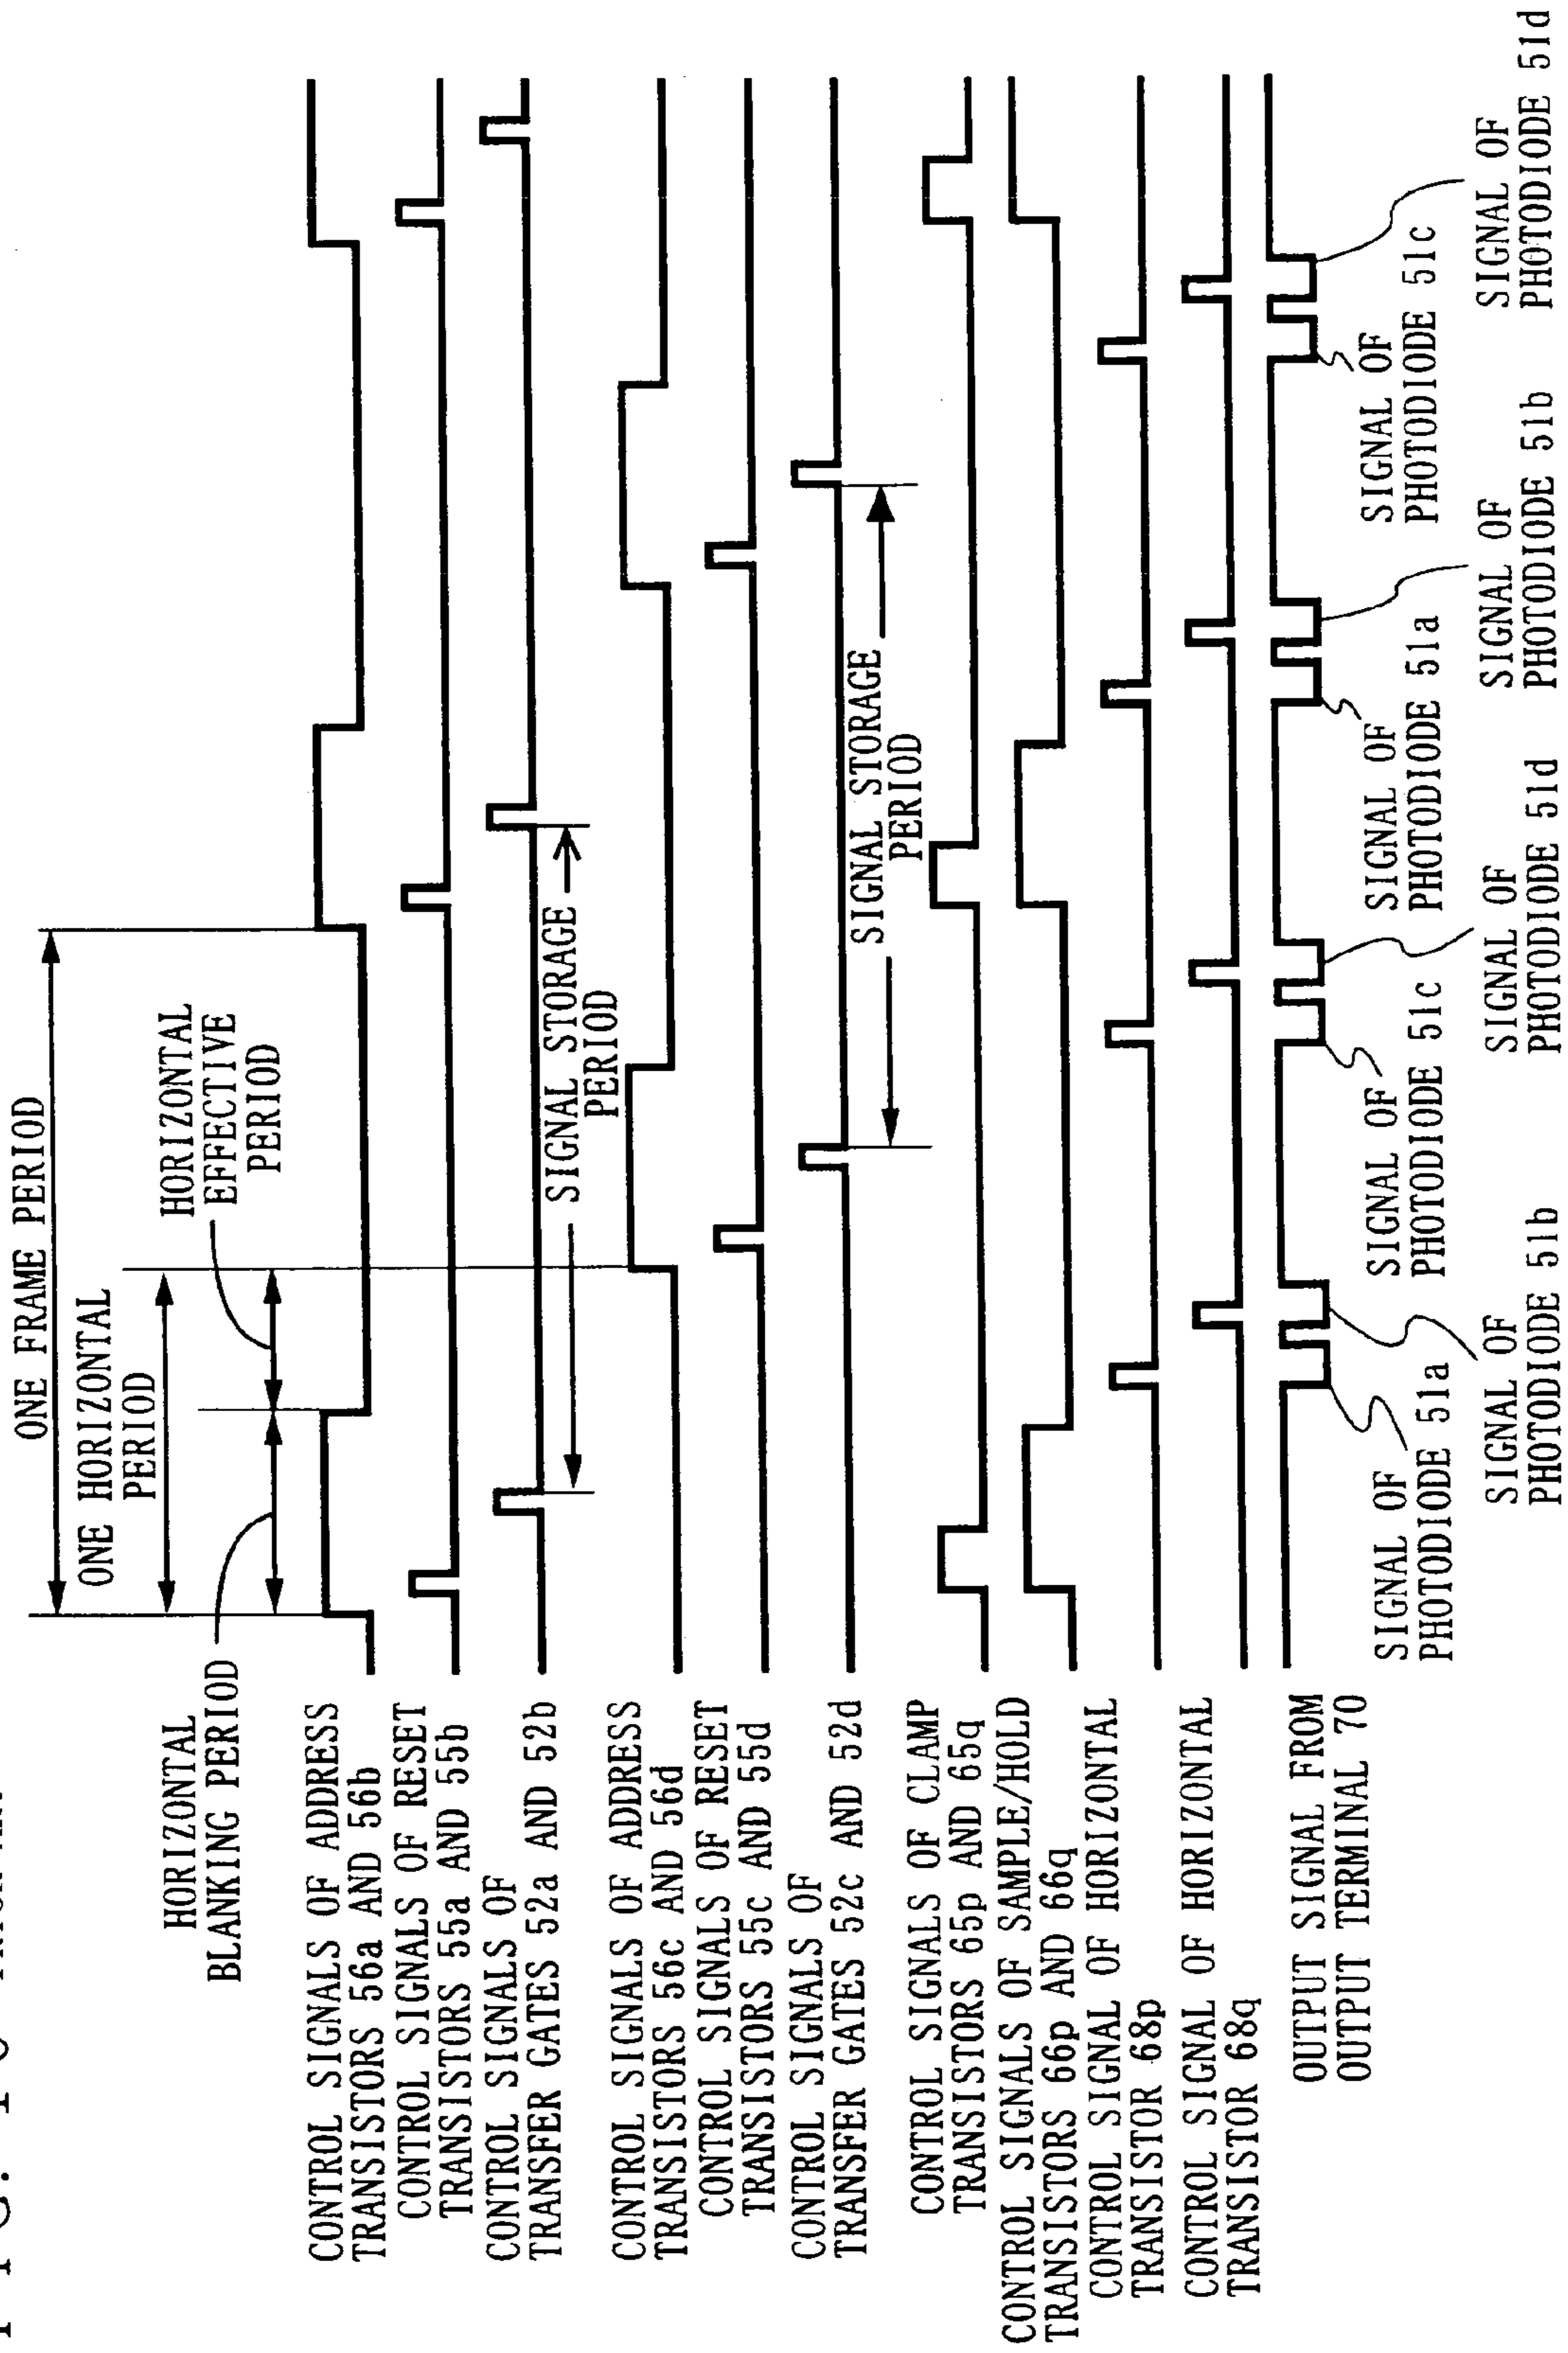 ONE FRAME PERIOD
ONE HORIZONTAL
PERIOD
HORIZONTAL
EFFECTIVE
PERIOD
HORIZONTAL
BLANKING PERIOD
CONTROL SIGNALS OF ADDRESS
TRANSISTORS 56a AND 56b
CONTROL SIGNALS OF RESET
TRANSISTORS 55a AND 55b
CONTROL SIGNALS OF
TRANSFER GATES 52a AND 52b
SIGNAL STORAGE
PERIOD
CONTROL SIGNALS OF ADDRESS
TRANSISTORS 56c AND 56d
CONTROL SIGNALS OF RESET
TRANSISTORS 55c AND 55d
CONTROL SIGNALS OF
TRANSFER GATES 52c AND 52d
SIGNAL STORAGE
PERIOD
CONTROL SIGNALS OF CLAMP
TRANSISTORS 65p AND 65q
CONTROL SIGNALS OF SAMPLE/HOLD
TRANSISTORS 66p AND 66q
CONTROL SIGNAL OF HORIZONTAL
TRANSISTOR 68p
CONTROL SIGNAL OF HORIZONTAL
TRANSISTOR 68q
OUTPUT SIGNAL FROM
OUTPUT TERMINAL 70
SIGNAL OF
PHOTODIODE 51a
SIGNAL OF
PHOTODIODE 51b
SIGNAL OF
PHOTODIODE 51c
SIGNAL OF
PHOTODIODE 51d
SIGNAL OF
PHOTODIODE 51a
SIGNAL OF
PHOTODIODE 51b
SIGNAL OF
PHOTODIODE 51c
SIGNAL OF
PHOTODIODE 51d